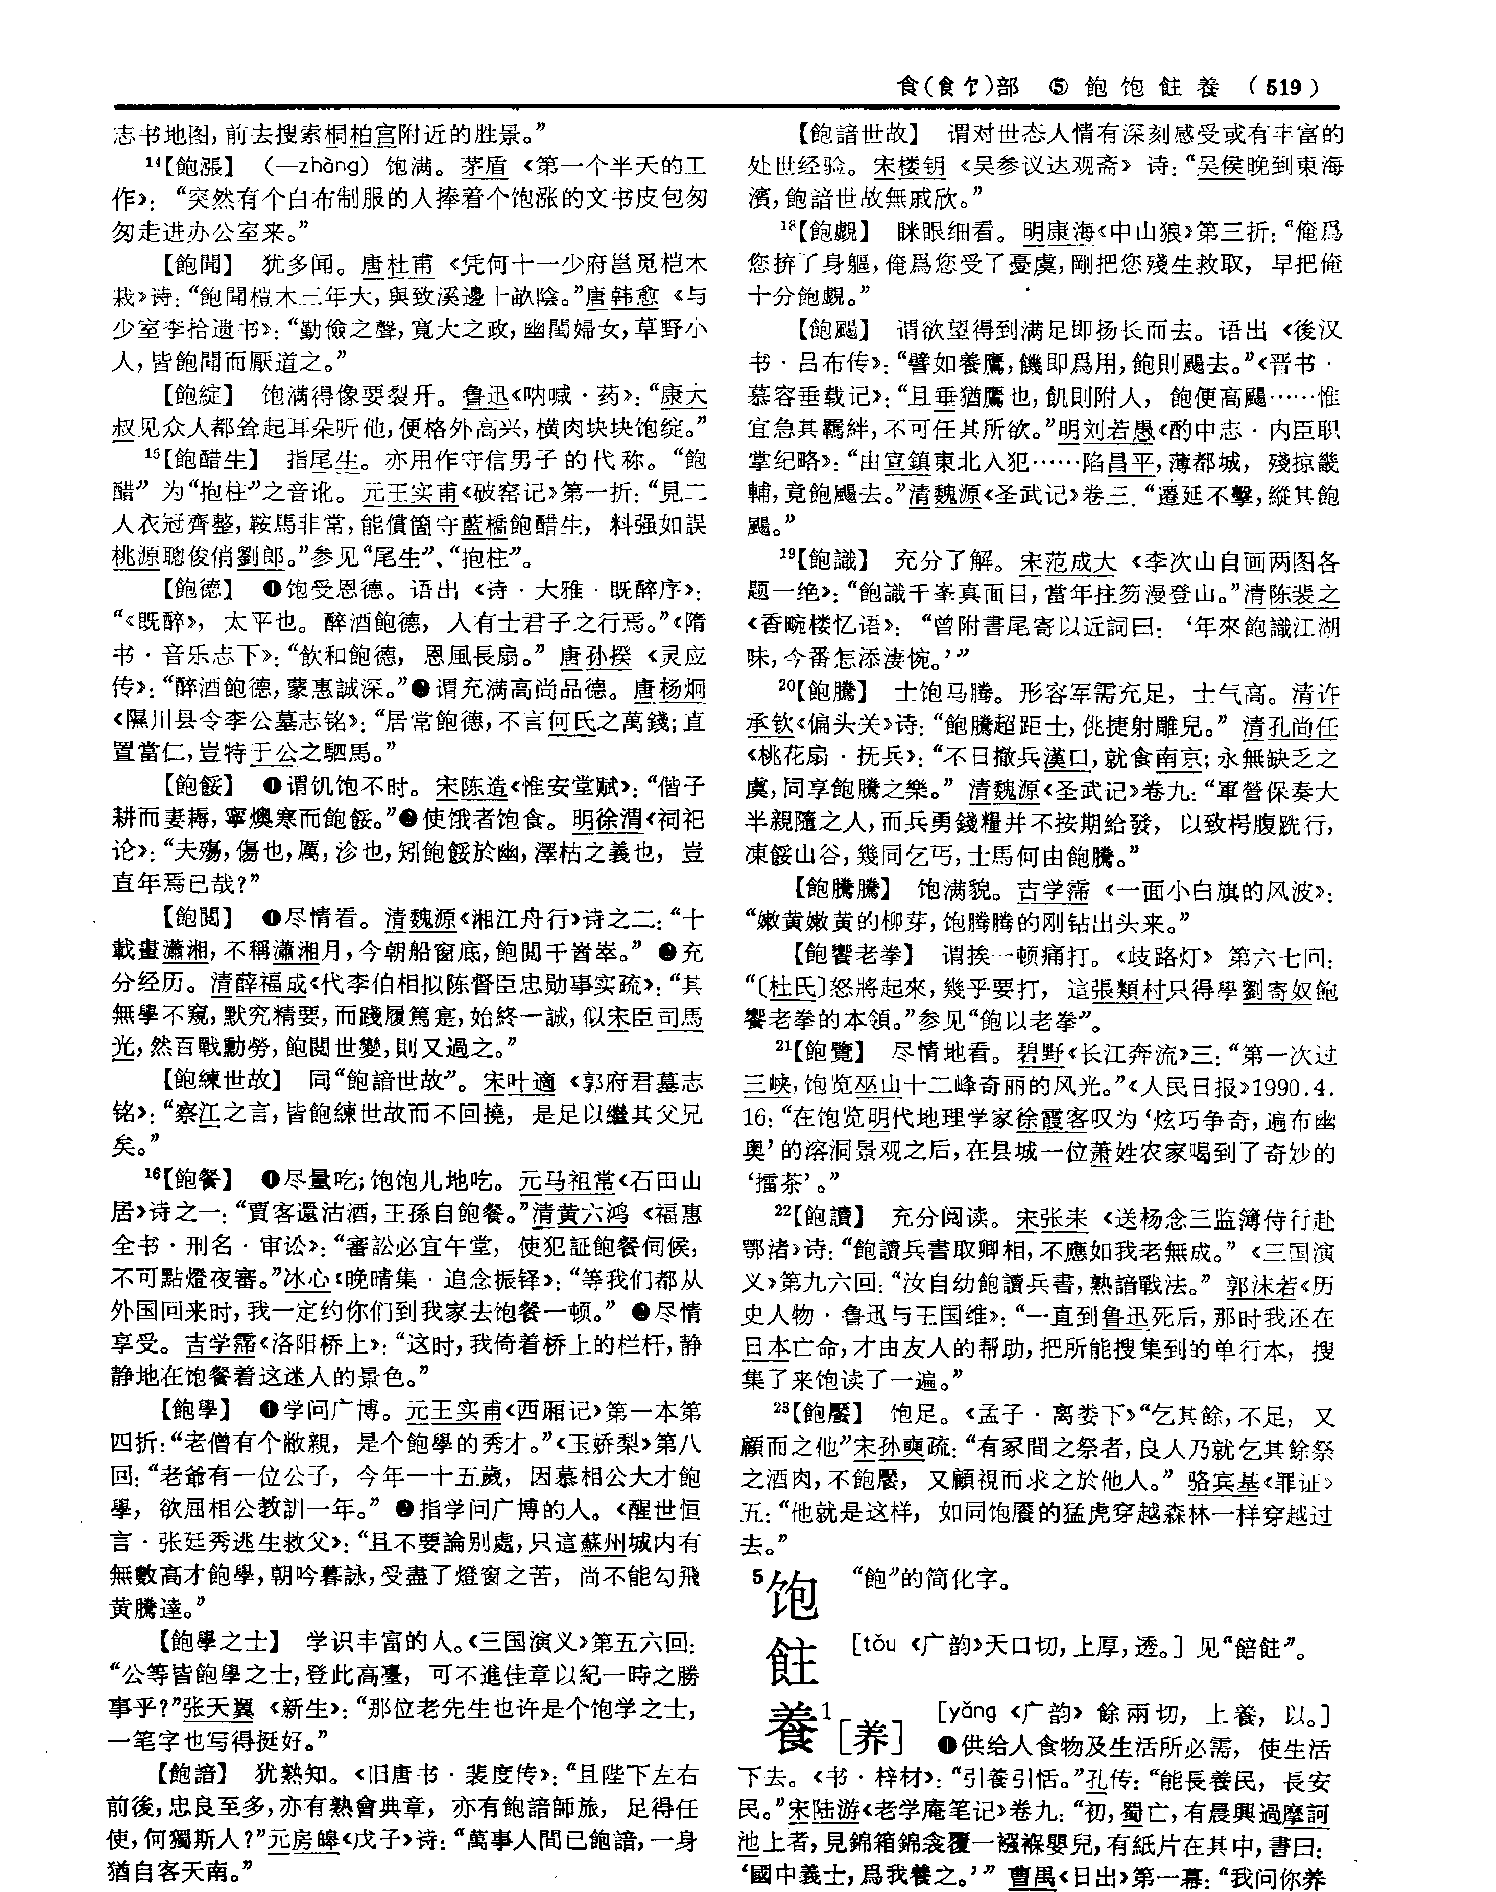 食(食饣)部　⑤　飽饱飳養　(519)
志书地图，前去搜索桐柏宫附近的胜景。”
14【飽漲】　(—zhàng) 饱满。茅盾《第一个半天的工
作》：“突然有个白布制服的人捧着个饱涨的文书皮包匆
匆走进办公室来。”
【飽聞】　犹多闻。唐杜甫《凭何十一少府邕觅桤木
栽》诗：“飽聞榿木三年大，與致溪邊十畝陰。”唐韩愈《与
少室李拾遗书》：“勤儉之聲，寬大之政，幽閨婦女，草野小
人，皆飽聞而厭道之。”
【飽綻】　饱满得像要裂开。鲁迅《呐喊·药》：“康大
叔见众人都耸起耳朵听他，便格外高兴，横肉块块饱绽。”
15【飽醋生】　指尾生。亦用作守信男子的代称。“飽
醋”为“抱柱”之音讹。元王实甫《破窑记》第一折：“見二
人衣冠齊整，鞍馬非常，能償箇守藍橋飽醋生，料强如誤
桃源聰俊俏劉郎。”参见“尾生”、“抱柱”。
【飽德】　❶饱受恩德。语出《诗·大雅·既醉序》：
“《既醉》，太平也。醉酒飽德，人有士君子之行焉。”《隋
书·音乐志下》：“飲和飽德，恩風長扇。”唐孙揆《灵应
传》：“醉酒飽德，蒙惠誠深。”❷谓充满高尚品德。唐杨炯
《隰川县令李公墓志铭》：“居常飽德，不言何氏之萬錢；直
置當仁，豈特于公之駟馬。”
【飽餒】　❶谓饥饱不时。宋陈造《惟安堂赋》：“偕子
耕而妻耨，寧燠寒而飽餒。”❷使饿者饱食。明徐渭《祠祀
论》：“夫殤，傷也，厲，沴也，矧飽餒於幽，澤枯之義也，豈
直年焉已哉？”
【飽閲】　❶尽情看。清魏源《湘江舟行》诗之二：“十
載畫瀟湘，不稱瀟湘月，今朝船窗底，飽閲千崟崒。”❷充
分经历。清薛福成《代李伯相拟陈督臣忠勋事实疏》：“其
無學不窺，默究精要，而踐履篤寔，始終一誠，似宋臣司馬
光，然百戰勳勞，飽閲世變，則又過之。”
【飽練世故】　同“飽諳世故”。宋叶適《郭府君墓志
铭》：“察江之言，皆飽練世故而不回撓，是足以繼其父兄
矣。”
16【飽餐】　❶尽量吃；饱饱儿地吃。元马祖常《石田山
居》诗之一：“賈客還沽酒，王孫自飽餐。”清黄六鸿《福惠
全书·刑名·审讼》：“審訟必宜午堂，使犯証飽餐伺候，
不可點燈夜審。”冰心《晚晴集·追念振铎》：“等我们都从
外国回来时，我一定约你们到我家去饱餐一顿。”❷尽情
享受。吉学霈《洛阳桥上》：“这时，我倚着桥上的栏杆，静
静地在饱餐着这迷人的景色。”
【飽學】　❶学问广博。元王实甫《西厢记》第一本第
四折：“老僧有个敝親，是个飽學的秀才。”《玉娇梨》第八
回：“老爺有一位公子，今年一十五歲，因慕相公大才飽
學，欲屈相公教訓一年。”❷指学问广博的人。《醒世恒
言·张廷秀逃生救父》：“且不要論别處，只這蘇州城内有
無數高才飽學，朝吟暮詠，受盡了燈窗之苦，尚不能勾飛
黄騰達。”
【飽學之士】　学识丰富的人。《三国演义》第五六回：
“公等皆飽學之士，登此高臺，可不進佳章以紀一時之勝
事乎？”张天翼《新生》：“那位老先生也许是个饱学之士，
一笔字也写得挺好。”
【飽諳】　犹熟知。《旧唐书·裴度传》：“且陛下左右
前後，忠良至多，亦有熟會典章，亦有飽諳師旅，足得任
使，何獨斯人？”元房皞《戊子》诗：“萬事人間已飽諳，一身
猶自客天南。”
【飽諳世故】　谓对世态人情有深刻感受或有丰富的
处世经验。宋楼钥《吴参议达观斋》诗：“吴侯晚到東海
濱，飽諳世故無戚欣。”
18【飽覷】　眯眼细看。明康海《中山狼》第三折：“俺爲
您拚了身軀，俺爲您受了憂虞，剛把您殘生救取，早把俺
十分飽覷。”
【飽颺】　谓欲望得到满足即扬长而去。语出《後汉
书·吕布传》：“譬如養鷹，饑即爲用，飽則颺去。”《晋书·
慕容垂载记》：“且垂猶鷹也，飢則附人，飽便高颺……惟
宜急其羈絆，不可任其所欲。”明刘若愚《酌中志·内臣职
掌纪略》：“由宣鎮東北入犯……陷昌平，薄都城，殘掠畿
輔，竟飽颺去。”清魏源《圣武记》卷三：“遷延不擊，縱其飽
颺。”
19【飽識】　充分了解。宋范成大《李次山自画两图各
题一绝》：“飽識千峯真面目，當年拄笏漫登山。”清陈裴之
《香畹楼忆语》：“曾附書尾寄以近詞曰：‘年來飽識江湖
味，今番怎添淒惋。’”
20【飽騰】　士饱马腾。形容军需充足，士气高。清许
承钦《偏头关》诗：“飽騰超距士，佻捷射雕兒。”清孔尚任
《桃花扇·抚兵》：“不日撤兵漢口，就食南京；永無缺乏之
虞，同享飽騰之樂。”清魏源《圣武记》卷九：“軍營保奏大
半親隨之人，而兵勇錢糧并不按期給發，以致枵腹跣行，
凍餒山谷，幾同乞丐，士馬何由飽騰。”
【飽騰騰】　饱满貌。吉学霈《一面小白旗的风波》：
“嫩黄嫩黄的柳芽，饱腾腾的刚钻出头来。”
【飽饗老拳】　谓挨一顿痛打。《歧路灯》第六七回：
“〔杜氏〕怒將起來，幾乎要打，這張類村只得學劉寄奴飽
饗老拳的本領。”参见“飽以老拳”。
21【飽覽】　尽情地看。碧野《长江奔流》三：“第一次过
三峡，饱览巫山十二峰奇丽的风光。”《人民日报》1990.4.
16：“在饱览明代地理学家徐霞客叹为‘炫巧争奇，遍布幽
奥’的溶洞景观之后，在县城一位萧姓农家喝到了奇妙的
‘擂茶’。”
22【飽讀】　充分阅读。宋张耒《送杨念三监簿侍行赴
鄂渚》诗：“飽讀兵書取卿相，不應如我老無成。”《三国演
义》第九六回：“汝自幼飽讀兵書，熟諳戰法。”郭沫若《历
史人物·鲁迅与王国维》：“一直到鲁迅死后，那时我还在
日本亡命，才由友人的帮助，把所能搜集到的单行本，搜
集了来饱读了一遍。”
23【飽饜】　饱足。《孟子·离娄下》“乞其餘，不足，又
顧而之他”宋孙奭疏：“有冢間之祭者，良人乃就乞其餘祭
之酒肉，不飽饜，又顧視而求之於他人。”骆宾基《罪证》
五：“他就是这样，如同饱餍的猛虎穿越森林一样穿越过
去。”
5饱　“飽”的简化字。
飳　[tǒu《广韵》天口切，上厚，透。]见“䭃飳”。
養1[养]　[yǎng《广韵》餘兩切，上養，以。]
❶供给人食物及生活所必需，使生活
下去。《书·梓材》：“引養引恬。”孔传：“能長養民，長安
民。”宋陆游《老学庵笔记》卷九：“初，蜀亡，有晨興過摩訶
池上者，見錦箱錦衾覆一襁褓嬰兒，有紙片在其中，書曰：
‘國中義士，爲我養之。’”曹禺《日出》第一幕：“我问你养